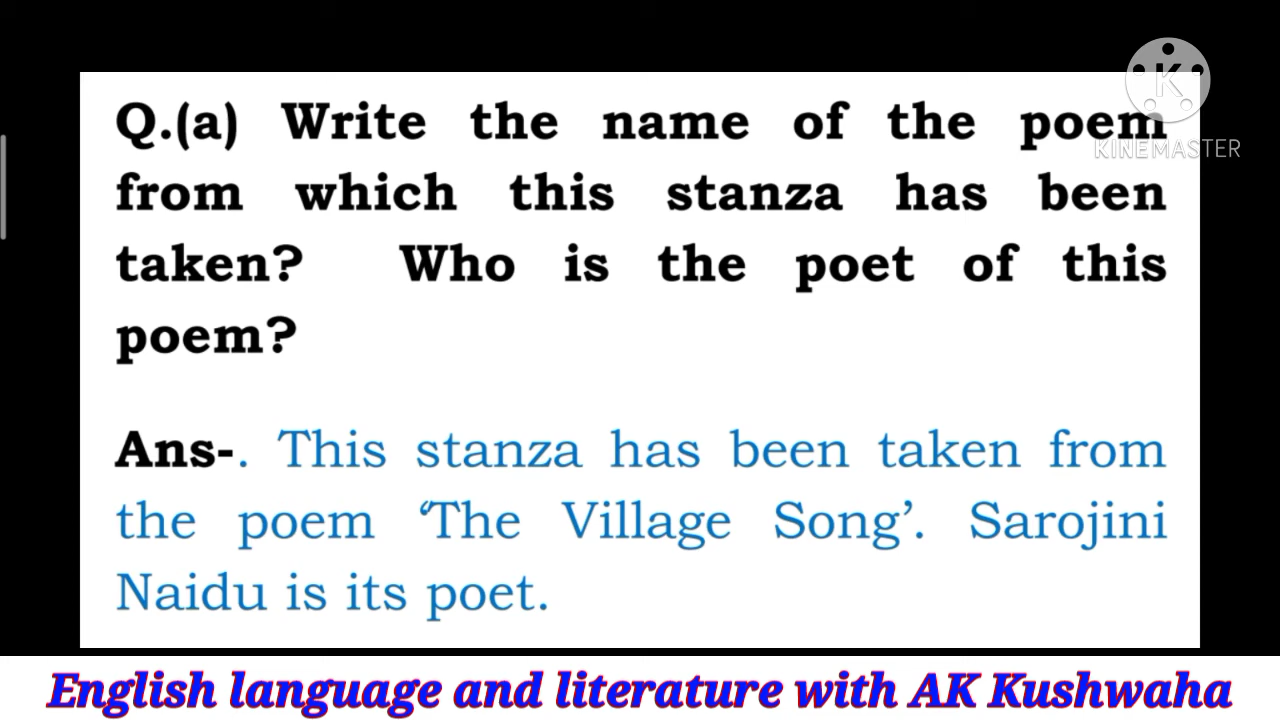 K
KINEMASTER
Q.(a) Write the name of the poem
from which this stanza has been
taken? Who is the poet of this
poem?
Ans-. This stanza has been taken from
the poem ‘The Village Song’. Sarojini
Naidu is its poet.
English language and literature with AK Kushwaha